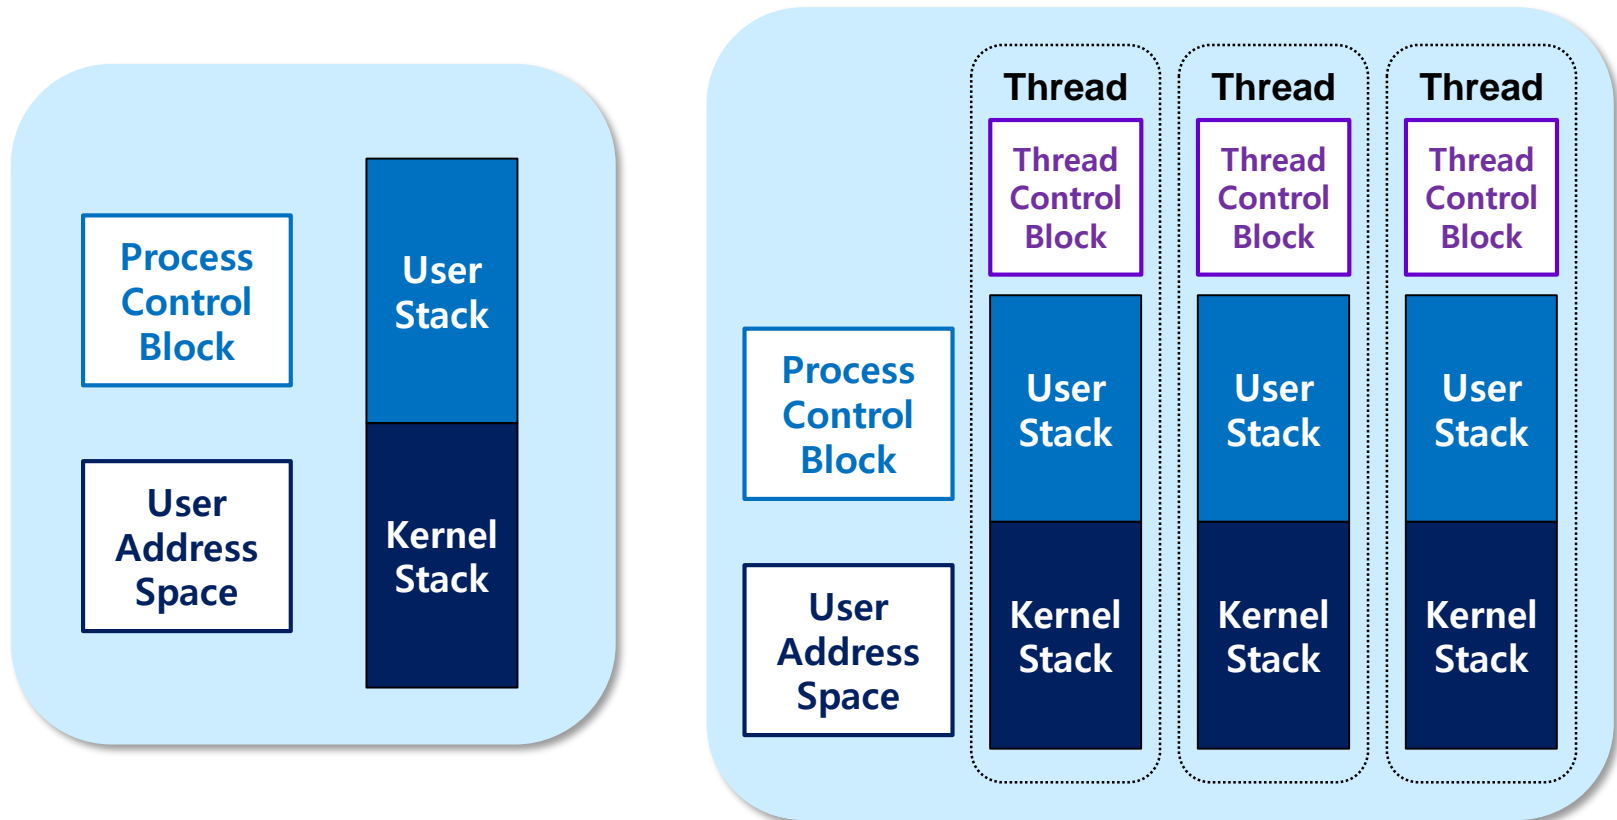 Process
Control
Block
User
Address
Space
User
Stack
Kernel
Stack
Process
Control
Block
User
Address
Space
Thread
Thread
Control
Block
User
Stack
Kernel
Stack
Thread
Thread
Control
Block
User
Stack
Kernel
Stack
Thread
Thread
Control
Block
User
Stack
Kernel
Stack